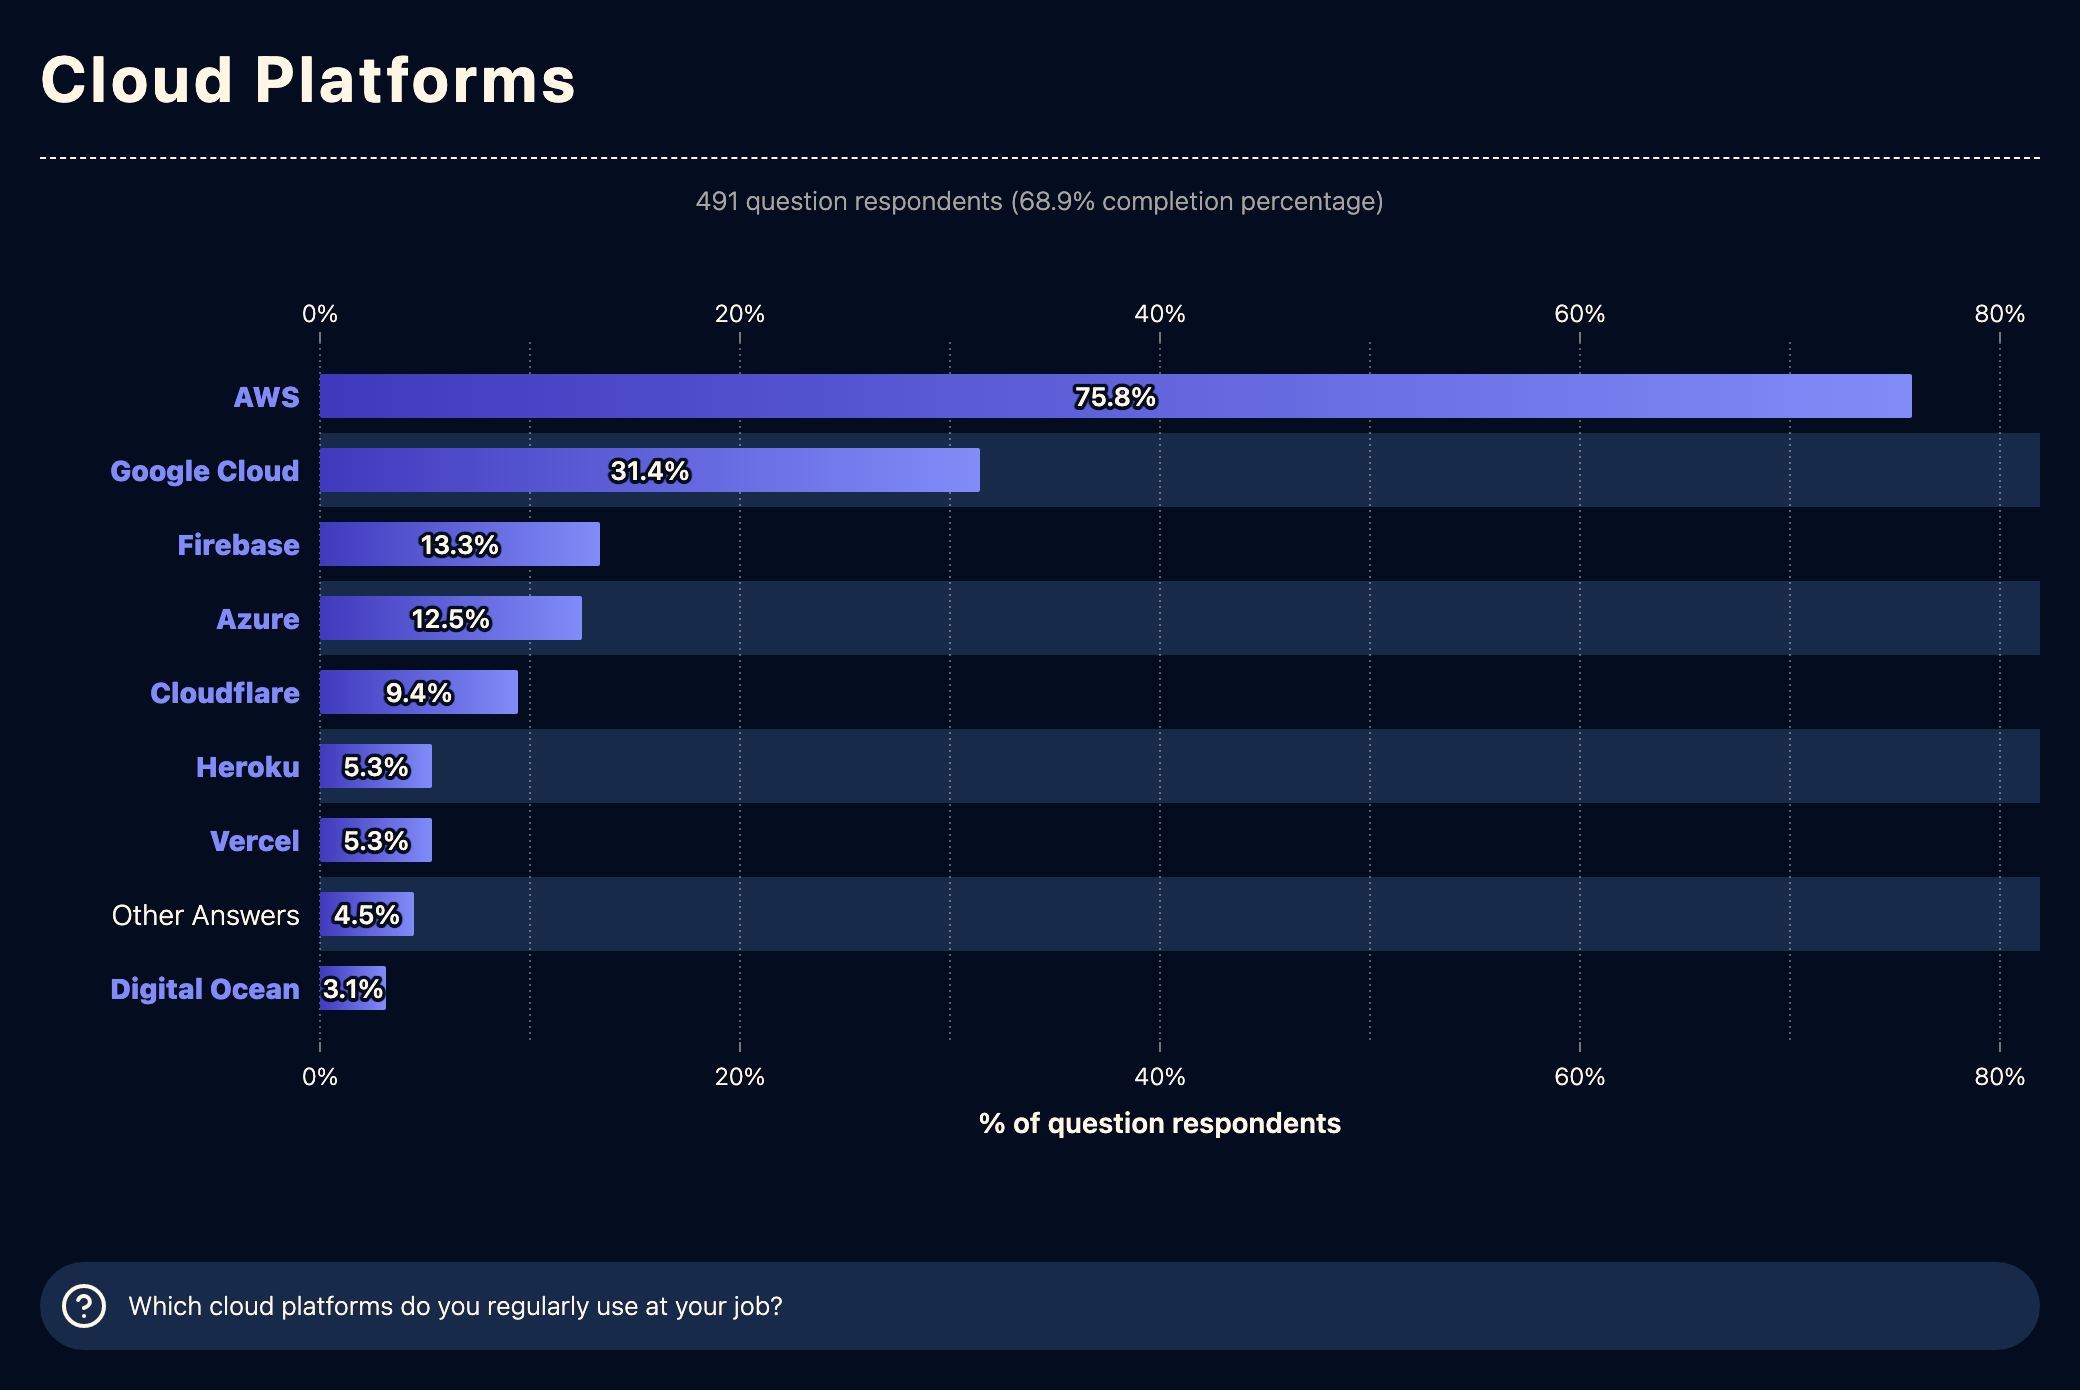 Cloud Platforms
491 question respondents (68.9% completion percentage)
0% 20% 40% 60% 80%
AWS 75.8%
Google Cloud 31.4%
Firebase 13.3%
Azure 12.5%
Cloudflare 9.4%
Heroku 5.3%
Vercel 5.3%
Other Answers 4.5%
Digital Ocean 3.1%
0% 20% 40% 60% 80%
% of question respondents
? Which cloud platforms do you regularly use at your job?